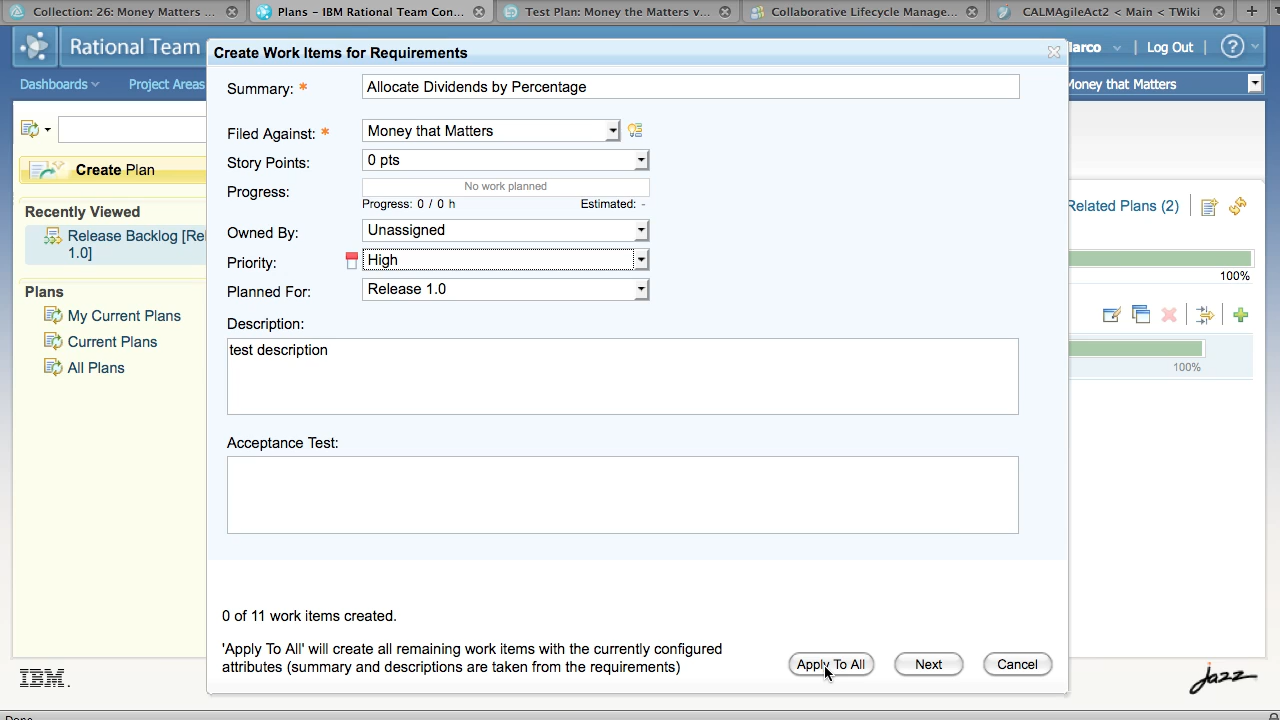 Collection: 26: Money Matters ...
Plans – IBM Rational Team Con...
Test Plan: Money the Matters v...
Collaborative Lifecycle Manage...
CALMAgileAct2 < Main < TWiki
Rational Team
Create Work Items for Requirements
larco
Log Out
Dashboards
Project Areas
Money that Matters
Create Plan
Recently Viewed
Release Backlog [Rel
1.0]
Plans
My Current Plans
Current Plans
All Plans
Summary: *
Allocate Dividends by Percentage
Filed Against: *
Money that Matters
Story Points:
0 pts
Progress:
No work planned
Progress: 0 / 0 h
Estimated: -
Owned By:
Unassigned
Priority:
High
Planned For:
Release 1.0
Description:
test description
Acceptance Test:
0 of 11 work items created.
'Apply To All' will create all remaining work items with the currently configured
attributes (summary and descriptions are taken from the requirements)
Apply To All
Next
Cancel
Related Plans (2)
100%
100%
IBM.
Jazz